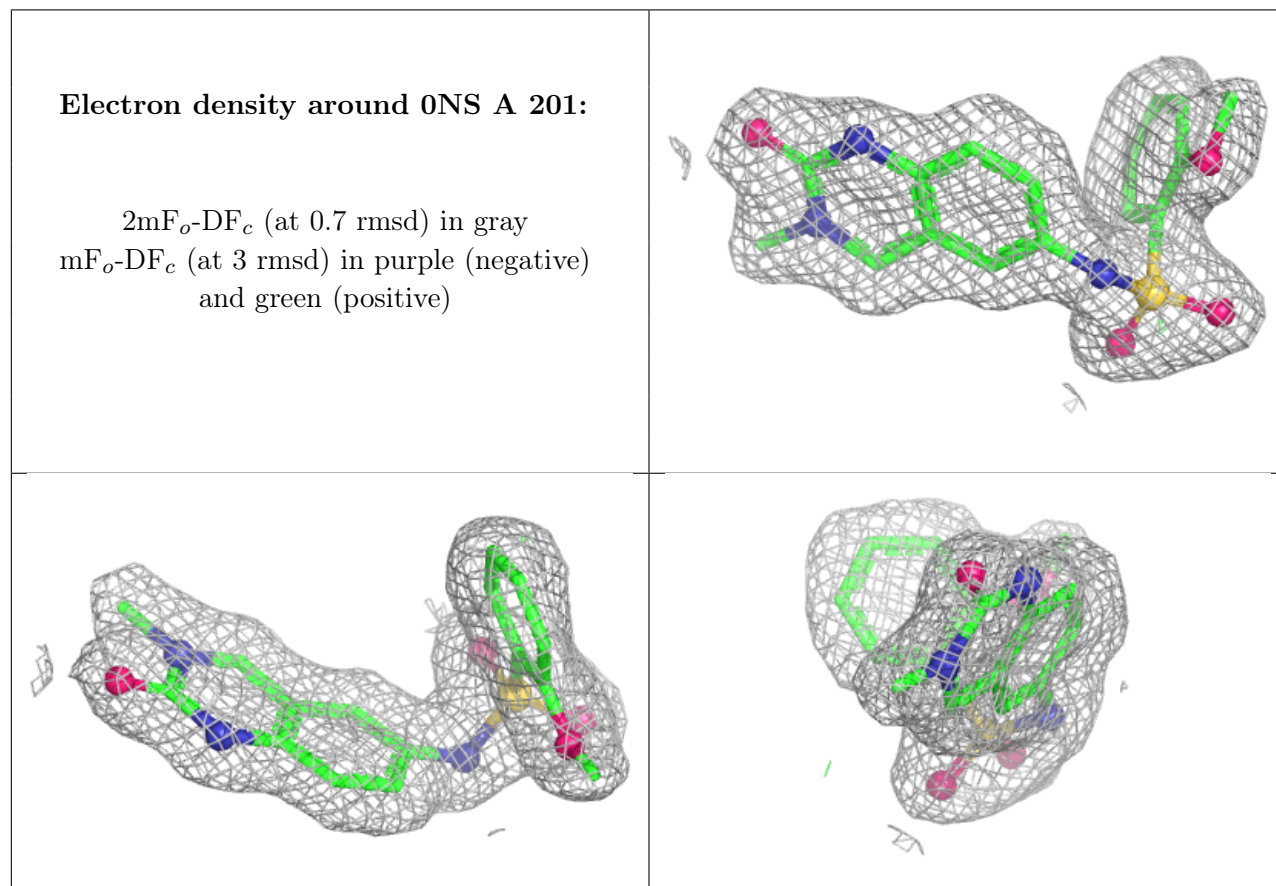 Electron density around 0NS A 201:
2mFo-DFc (at 0.7 rmsd) in gray
mFo-DFc (at 3 rmsd) in purple (negative)
and green (positive)